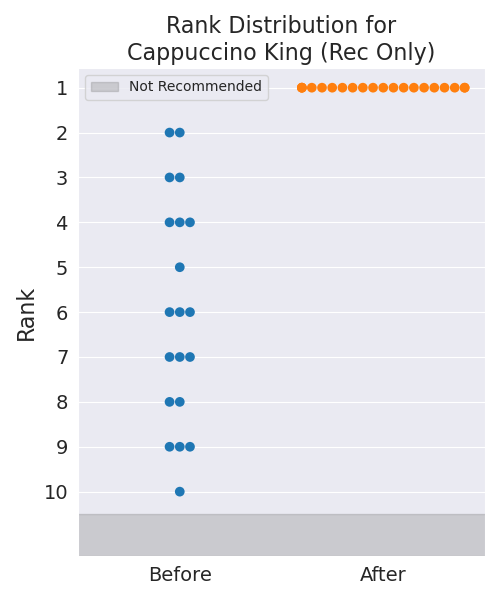 Rank Distribution for
Cappuccino King (Rec Only)
Not Recommended
1
2
3
4
5
6
7
8
9
10
Rank
Before
After